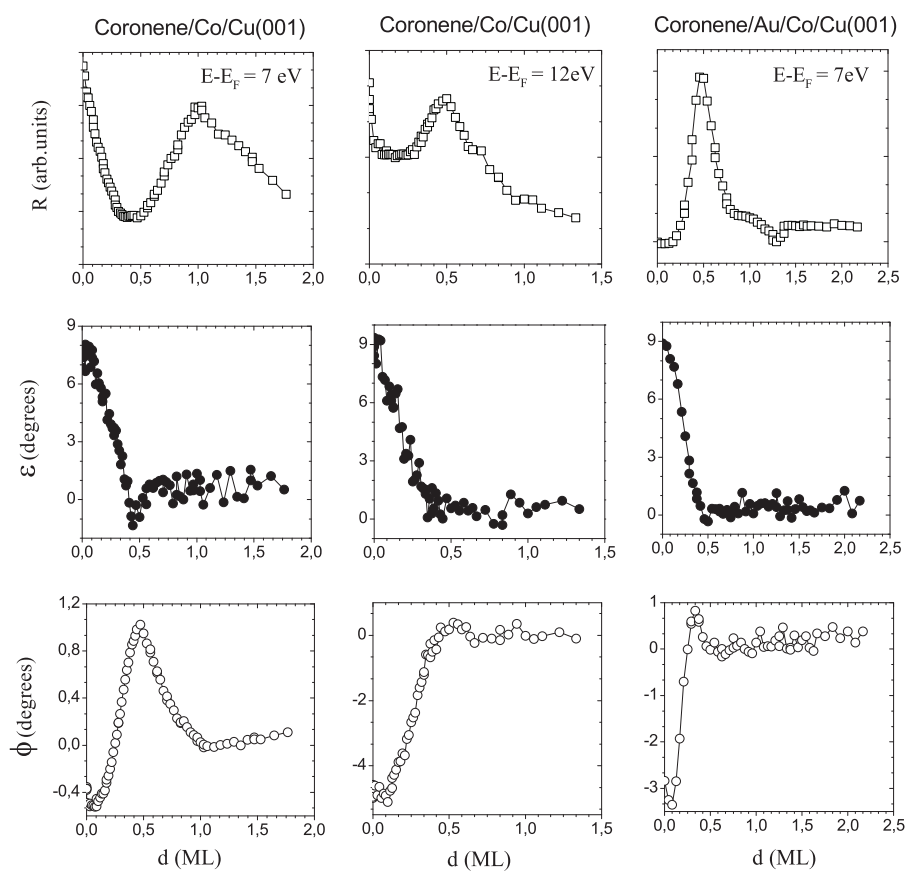 Coronene/Co/Cu(001) Coronene/Co/Cu(001) Coronene/Au/Co/Cu(001)
E-E_F = 7 eV E-E_F = 12eV E-E_F = 7eV
R (arb.units)
0,0 0,5 1,0 1,5 2,0 0,0 0,5 1,0 1,5 0,0 0,5 1,0 1,5 2,0 2,5
ε (degrees)
9 9 9
6 6 6
3 3 3
0 0 0
0,0 0,5 1,0 1,5 2,0 0,0 0,5 1,0 1,5 0,0 0,5 1,0 1,5 2,0 2,5
ϕ (degrees)
1,2 0 1
0,8 -2 0
0,4 -4 -1
0,0 -2
-0,4 -3
0,0 0,5 1,0 1,5 2,0 0,0 0,5 1,0 1,5 0,0 0,5 1,0 1,5 2,0 2,5
d (ML) d (ML) d (ML)